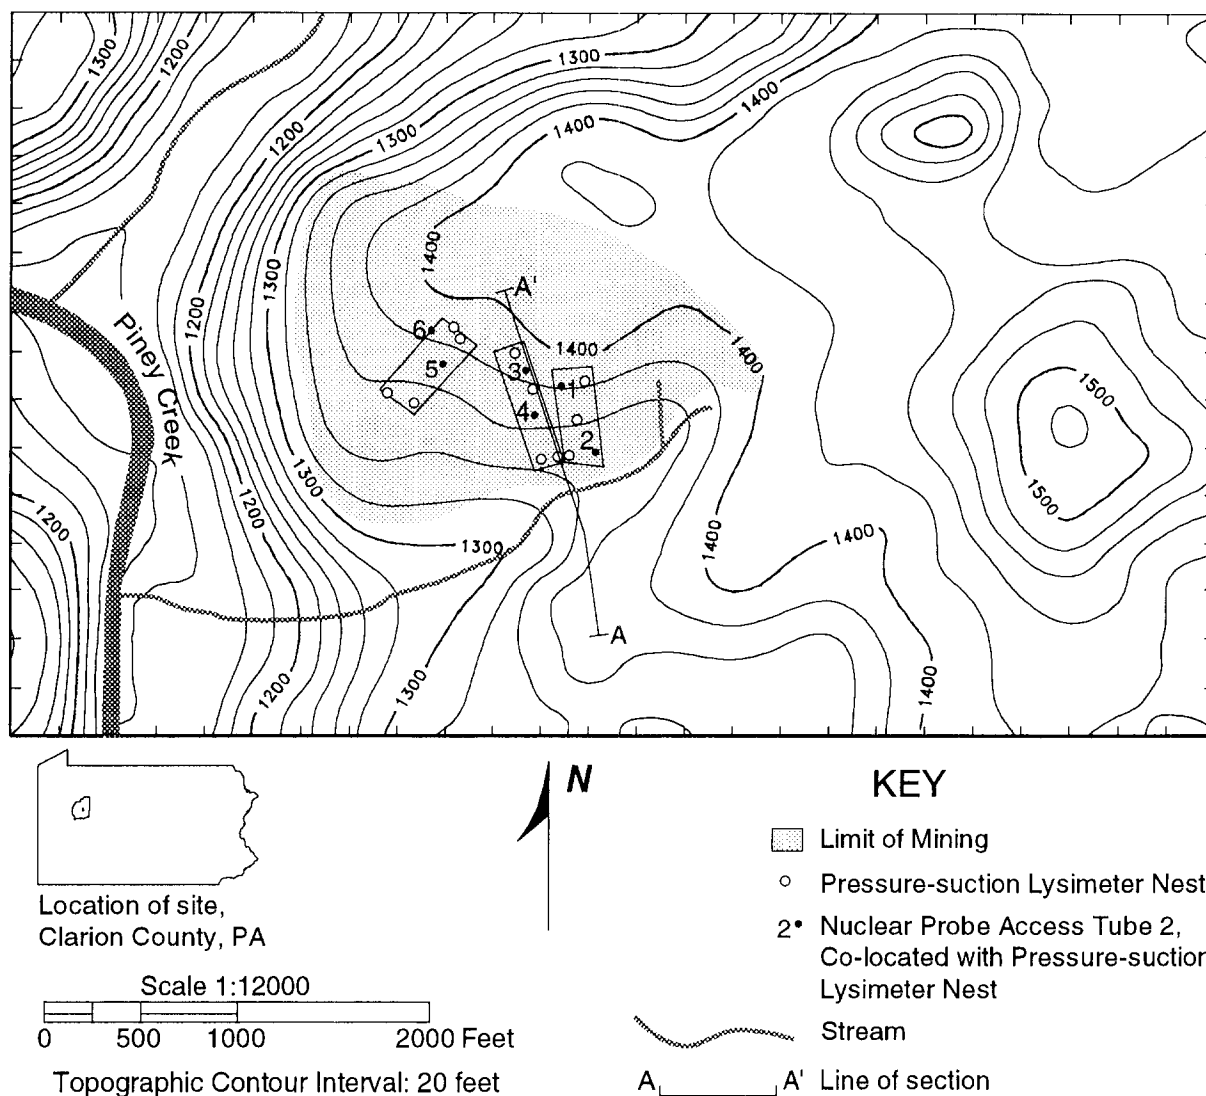 1300
1200
1300
1400
1200
1300
1400
1400
A'
1300
1200
6
5
3
4
1
2
1400
1400
Piney Creek
1500
1500
1200
1300
1200
1300
1400
1400
A
1200
1300
1400
N
KEY
Limit of Mining
Pressure-suction Lysimeter Nest
2 Nuclear Probe Access Tube 2,
Co-located with Pressure-suction
Lysimeter Nest
Stream
A A' Line of section
Location of site,
Clarion County, PA
Scale 1:12000
0 500 1000 2000 Feet
Topographic Contour Interval: 20 feet